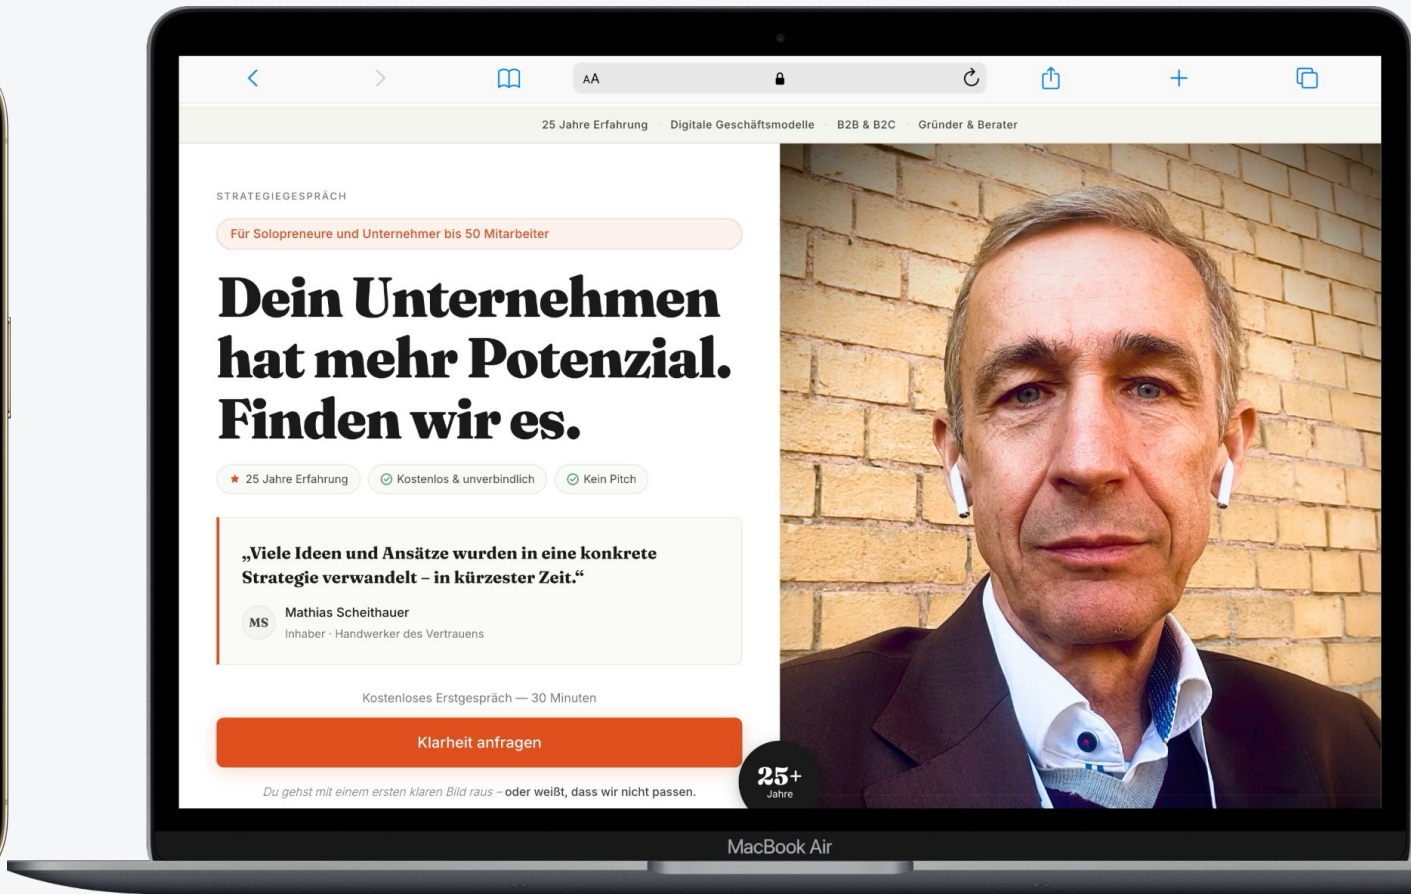 AA
25 Jahre Erfahrung · Digitale Geschäftsmodelle · B2B & B2C · Gründer & Berater
STRATEGIEGESPRÄCH
Für Solopreneure und Unternehmer bis 50 Mitarbeiter
Dein Unternehmen
hat mehr Potenzial.
Finden wir es.
25 Jahre Erfahrung
Kostenlos & unverbindlich
Kein Pitch
„Viele Ideen und Ansätze wurden in eine konkrete
Strategie verwandelt – in kürzester Zeit.“
MS
Mathias Scheithauer
Inhaber · Handwerker des Vertrauens
Kostenloses Erstgespräch — 30 Minuten
Klarheit anfragen
Du gehst mit einem ersten klaren Bild raus – oder weißt, dass wir nicht passen.
25+
Jahre
MacBook Air